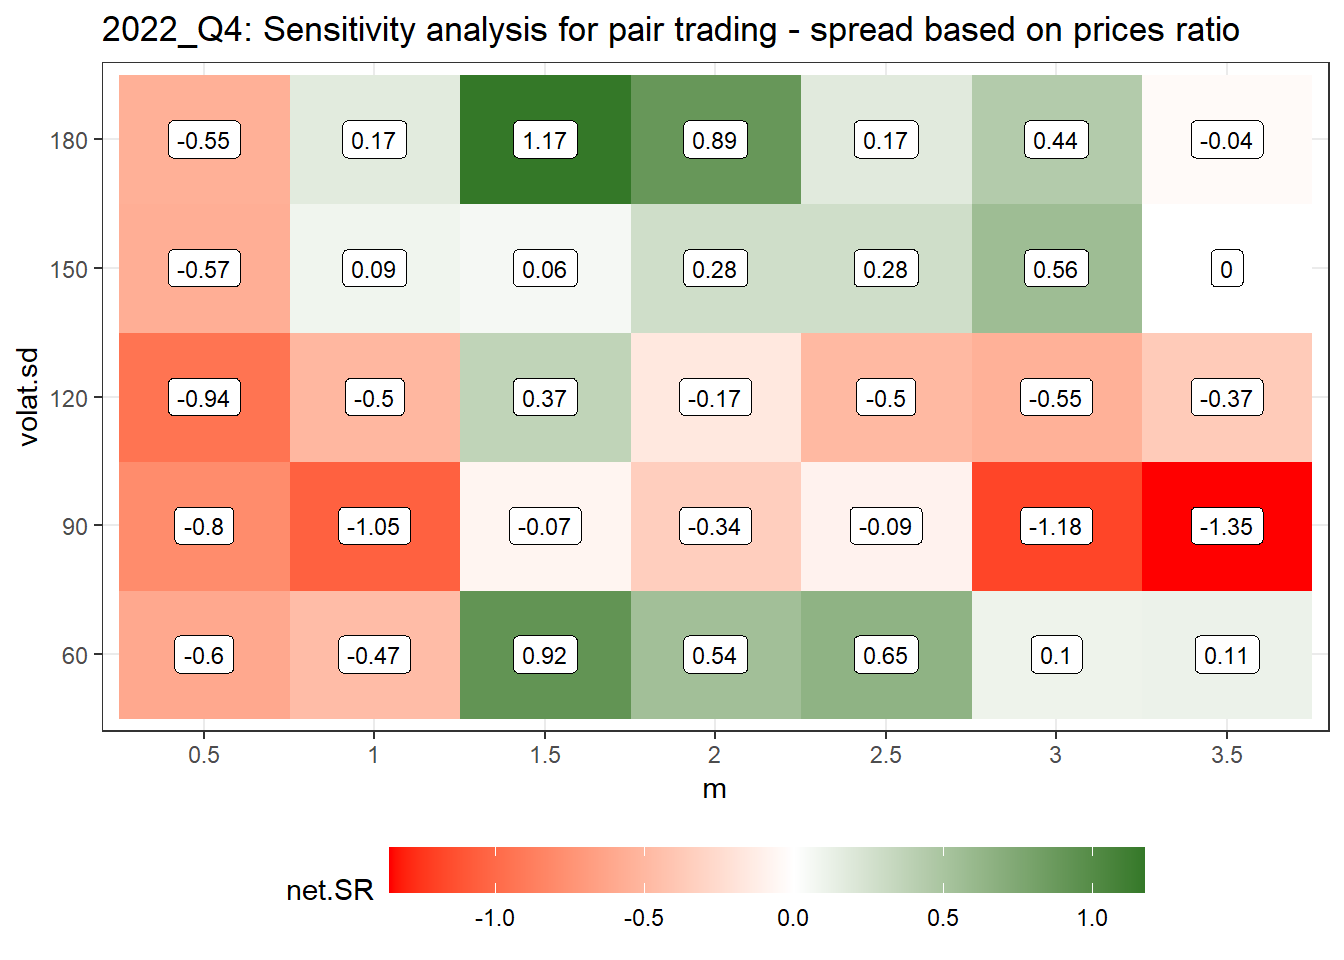 2022_Q4: Sensitivity analysis for pair trading - spread based on prices ratio
volat.sd
180 -0.55 0.17 1.17 0.89 0.17 0.44 -0.04
150 -0.57 0.09 0.06 0.28 0.28 0.56 0
120 -0.94 -0.5 0.37 -0.17 -0.5 -0.55 -0.37
90 -0.8 -1.05 -0.07 -0.34 -0.09 -1.18 -1.35
60 -0.6 -0.47 0.92 0.54 0.65 0.1 0.11
0.5 1 1.5 2 2.5 3 3.5
m
net.SR
-1.0 -0.5 0.0 0.5 1.0